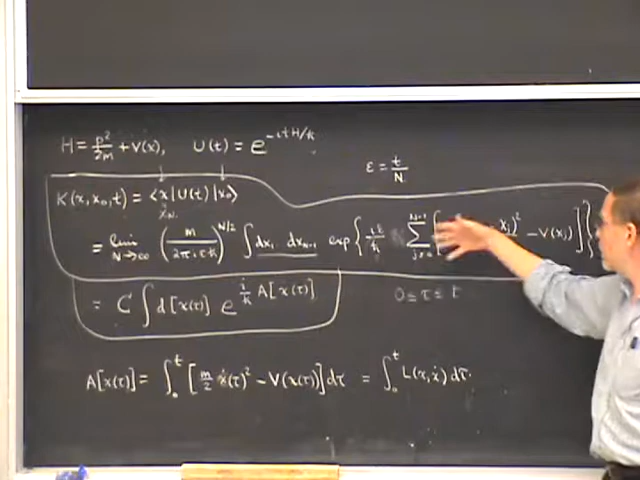 H = p²/2m + V(x), U(t) = e^{-itH/ħ}
ε = t/N
K(x, x₀, t) = ⟨x|U(t)|x₀⟩
x_N
= lim_{N→∞} (m/2πiεħ)^{N/2} ∫dx₁ dx_{N-1} exp{iε/ħ Σ_{j=0}^{N-1} [ x_j)² - V(x_j)]}
= C ∫d[x(τ)] e^{i/ħ A[x(τ)]}
0 ≤ τ ≤ t
A[x(τ)] = ∫₀^t [m/2 ẋ(τ)² - V(x(τ))]dτ = ∫₀^t L(x, ẋ) dτ.